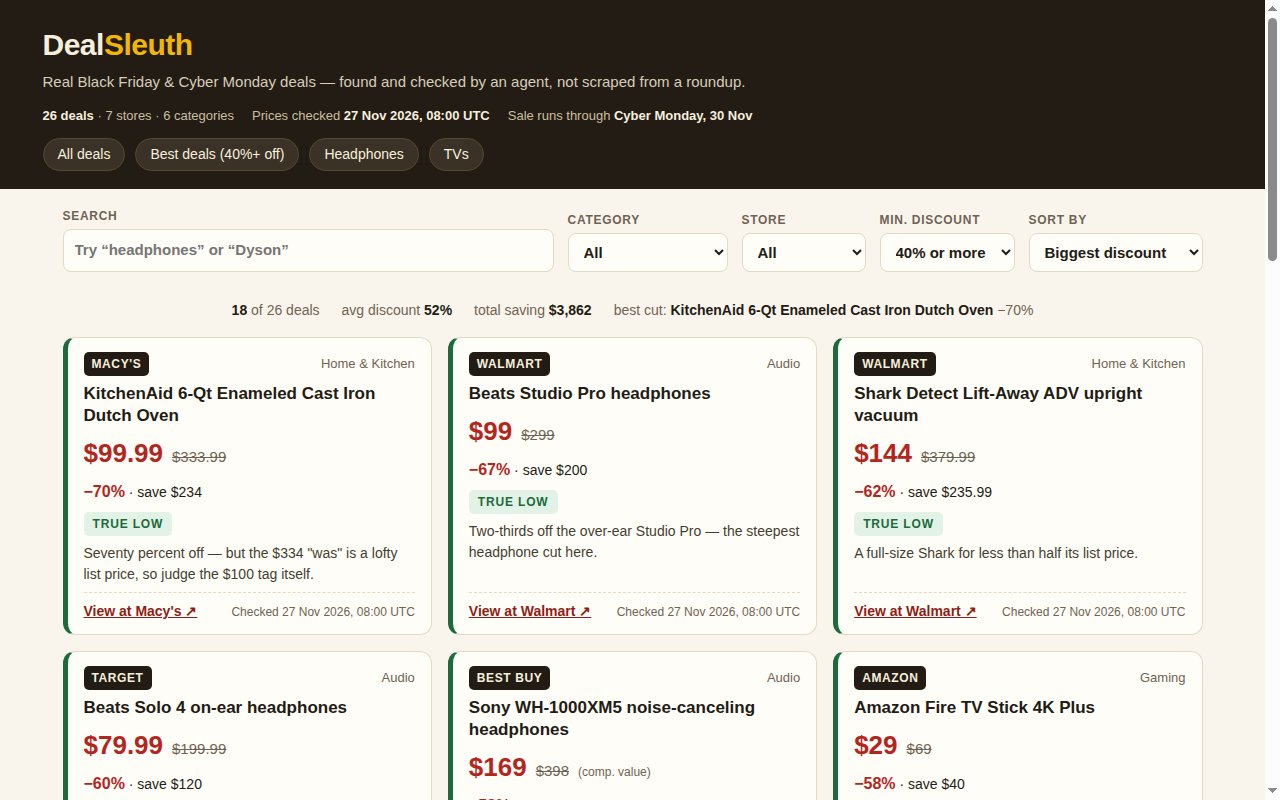 DealSleuth
Real Black Friday & Cyber Monday deals — found and checked by an agent, not scraped from a roundup.
26 deals · 7 stores · 6 categories Prices checked 27 Nov 2026, 08:00 UTC Sale runs through Cyber Monday, 30 Nov
All deals Best deals (40%+ off) Headphones TVs
SEARCH CATEGORY STORE MIN. DISCOUNT SORT BY
Try “headphones” or “Dyson” All All 40% or more Biggest discount
18 of 26 deals avg discount 52% total saving $3,862 best cut: KitchenAid 6-Qt Enameled Cast Iron Dutch Oven −70%
MACY'S Home & Kitchen
KitchenAid 6-Qt Enameled Cast Iron
Dutch Oven
$99.99 $333.99
−70% · save $234
TRUE LOW
Seventy percent off — but the $334 "was" is a lofty
list price, so judge the $100 tag itself.
View at Macy's ↗ Checked 27 Nov 2026, 08:00 UTC
WALMART Audio
Beats Studio Pro headphones
$99 $299
−67% · save $200
TRUE LOW
Two-thirds off the over-ear Studio Pro — the steepest
headphone cut here.
View at Walmart ↗ Checked 27 Nov 2026, 08:00 UTC
WALMART Home & Kitchen
Shark Detect Lift-Away ADV upright
vacuum
$144 $379.99
−62% · save $235.99
TRUE LOW
A full-size Shark for less than half its list price.
View at Walmart ↗ Checked 27 Nov 2026, 08:00 UTC
TARGET Audio
Beats Solo 4 on-ear headphones
$79.99 $199.99
−60% · save $120
BEST BUY Audio
Sony WH-1000XM5 noise-canceling
headphones
$169 $398 (comp. value)
AMAZON Gaming
Amazon Fire TV Stick 4K Plus
$29 $69
−58% · save $40